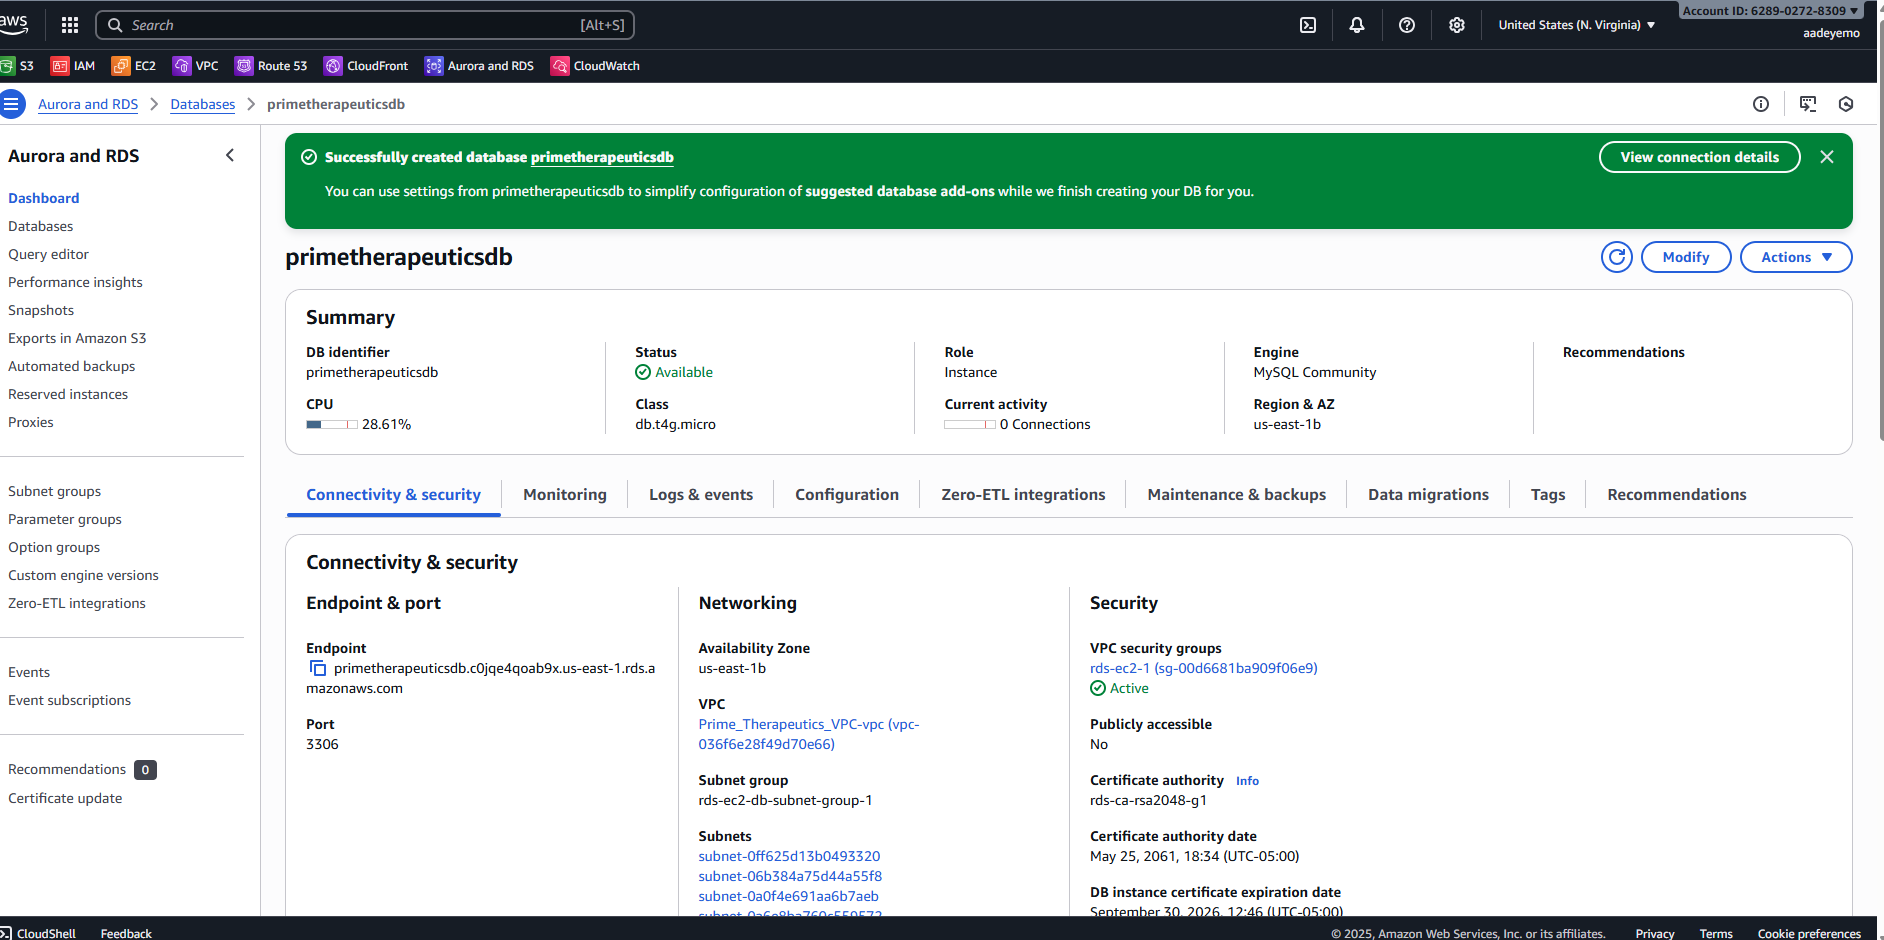 aws
Search [Alt+S]
United States (N. Virginia)
Account ID: 6289-0272-8309
aadeyemo
S3 IAM EC2 VPC Route 53 CloudFront Aurora and RDS CloudWatch
Aurora and RDS > Databases > primetherapeuticsdb
Aurora and RDS
Dashboard
Databases
Query editor
Performance insights
Snapshots
Exports in Amazon S3
Automated backups
Reserved instances
Proxies
Subnet groups
Parameter groups
Option groups
Custom engine versions
Zero-ETL integrations
Events
Event subscriptions
Recommendations 0
Certificate update
Successfully created database primetherapeuticsdb
You can use settings from primetherapeuticsdb to simplify configuration of suggested database add-ons while we finish creating your DB for you.
View connection details
primetherapeuticsdb
Modify
Actions
Summary
DB identifier
primetherapeuticsdb
CPU
28.61%
Status
Available
Class
db.t4g.micro
Role
Instance
Current activity
0 Connections
Engine
MySQL Community
Region & AZ
us-east-1b
Recommendations
Connectivity & security
Monitoring
Logs & events
Configuration
Zero-ETL integrations
Maintenance & backups
Data migrations
Tags
Recommendations
Connectivity & security
Endpoint & port
Endpoint
primetherapeuticsdb.c0jqe4qoab9x.us-east-1.rds.a
mazonaws.com
Port
3306
Networking
Availability Zone
us-east-1b
VPC
Prime_Therapeutics_VPC-vpc (vpc-
036f6e28f49d70e66)
Subnet group
rds-ec2-db-subnet-group-1
Subnets
subnet-0ff625d13b0493320
subnet-06b384a75d44a55f8
subnet-0a0f4e691aa6b7aeb
Security
VPC security groups
rds-ec2-1 (sg-00d6681ba909f06e9)
Active
Publicly accessible
No
Certificate authority Info
rds-ca-rsa2048-g1
Certificate authority date
May 25, 2061, 18:34 (UTC-05:00)
DB instance certificate expiration date
September 30, 2026, 12:46 (UTC-05:00)
CloudShell
Feedback
© 2025, Amazon Web Services, Inc. or its affiliates.
Privacy
Terms
Cookie preferences